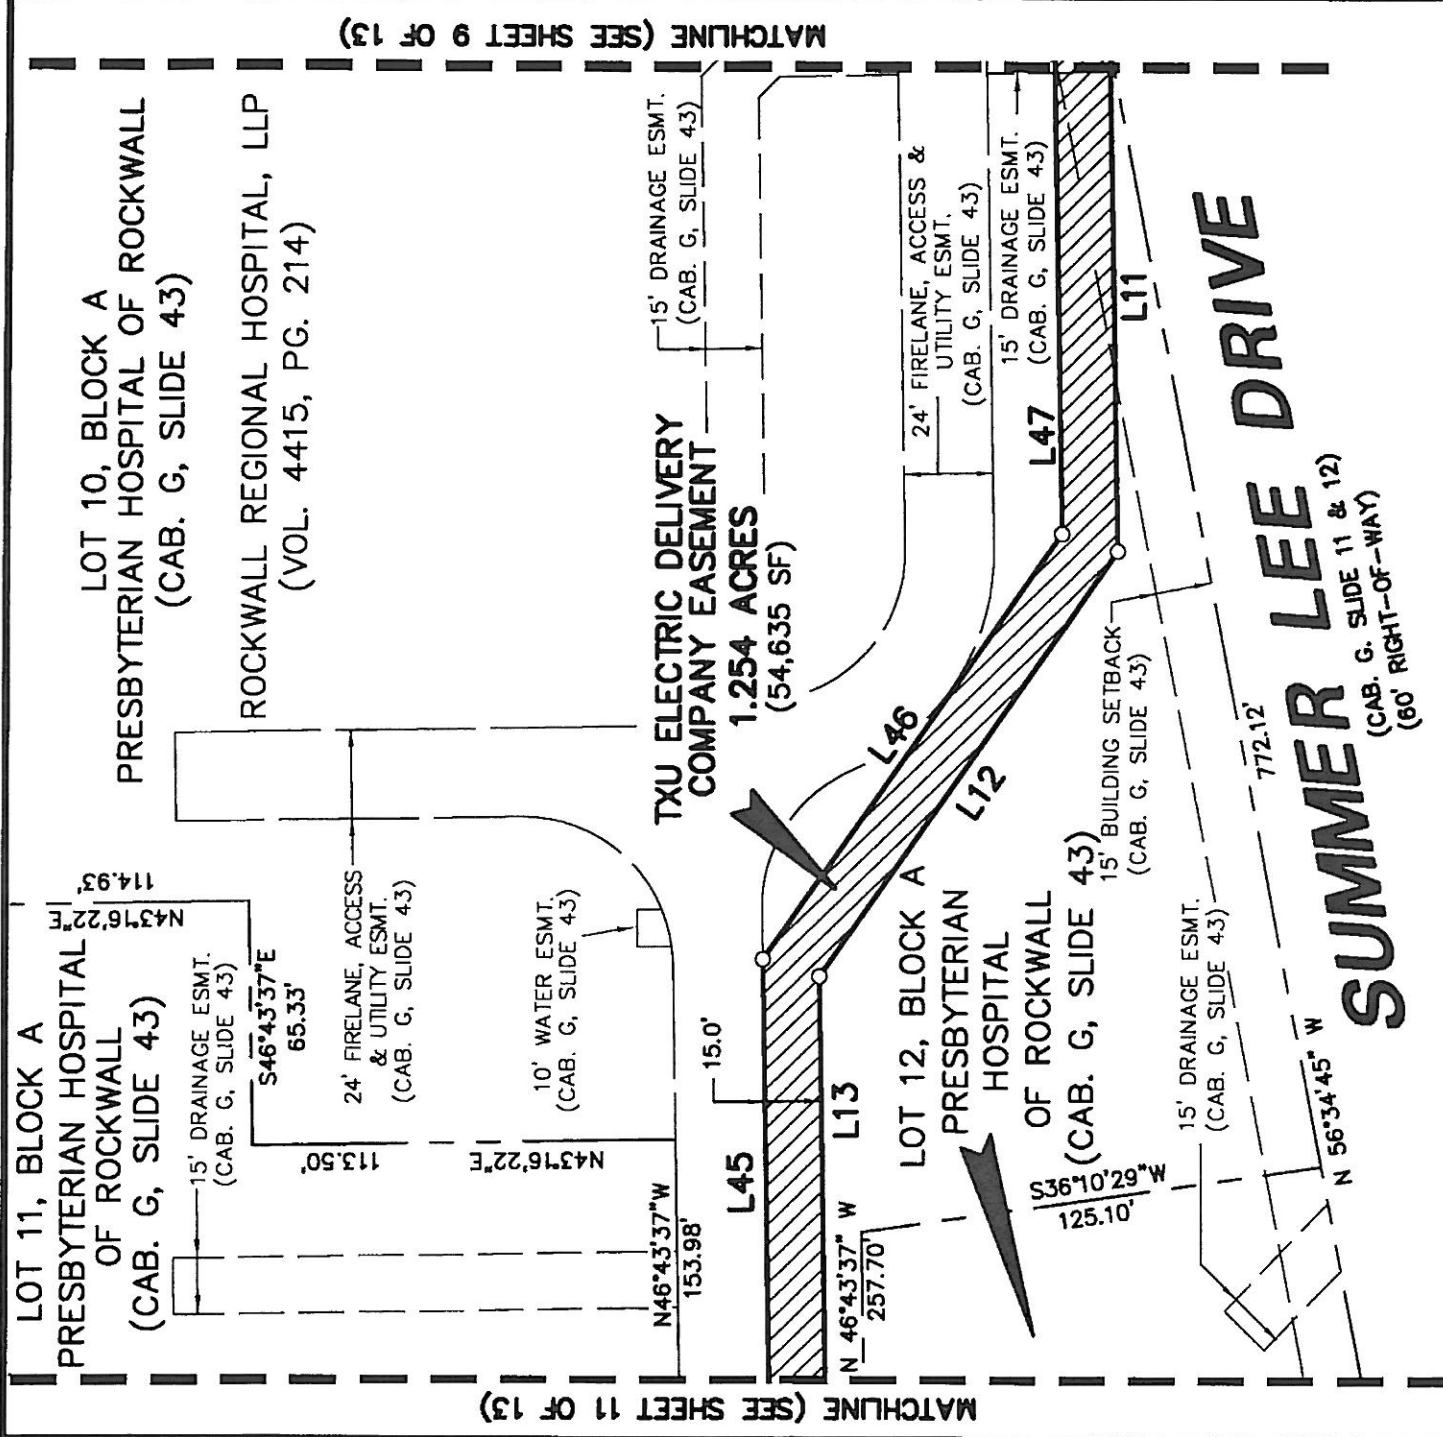 MATCHLINE (SEE SHEET 9 OF 13)
LOT 10, BLOCK A
PRESBYTERIAN HOSPITAL OF ROCKWALL
(CAB. G, SLIDE 43)
ROCKWALL REGIONAL HOSPITAL, LLP
(VOL. 4415, PG. 214)
15' DRAINAGE ESMT.
(CAB. G, SLIDE 43)
24' FIRELANE, ACCESS &
UTILITY ESMT.
(CAB. G, SLIDE 43)
15' DRAINAGE ESMT.
(CAB. G, SLIDE 43)
L11
L47
TXU ELECTRIC DELIVERY
COMPANY EASEMENT
1.254 ACRES
(54,635 SF)
L46
L12
SUMMER LEE DRIVE
(CAB. G. SLIDE 11 & 12)
(60' RIGHT-OF-WAY)
772.12'
15' BUILDING SETBACK
(CAB. G, SLIDE 43)
LOT 11, BLOCK A
PRESBYTERIAN HOSPITAL
OF ROCKWALL
(CAB. G, SLIDE 43)
N43°16'22"E
114.93'
S46°43'37"E
65.33'
15' DRAINAGE ESMT.
(CAB. G, SLIDE 43)
24' FIRELANE, ACCESS
& UTILITY ESMT.
(CAB. G, SLIDE 43)
10' WATER ESMT.
(CAB. G, SLIDE 43)
N43°16'22"E
113.50'
N46°43'37"W
153.98'
15.0'
L45
L13
LOT 12, BLOCK A
PRESBYTERIAN
HOSPITAL
OF ROCKWALL
(CAB. G, SLIDE 43)
N 46°43'37" W
257.70'
S36°10'29"W
125.10'
15' DRAINAGE ESMT.
(CAB. G, SLIDE 43)
N 56°34'45" W
MATCHLINE (SEE SHEET 11 OF 13)